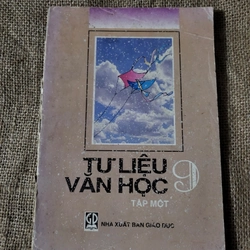 TƯ LIỆU
VĂN HỌC 9
TẬP MỘT
NHÀ XUẤT BẢN GIÁO DỤC